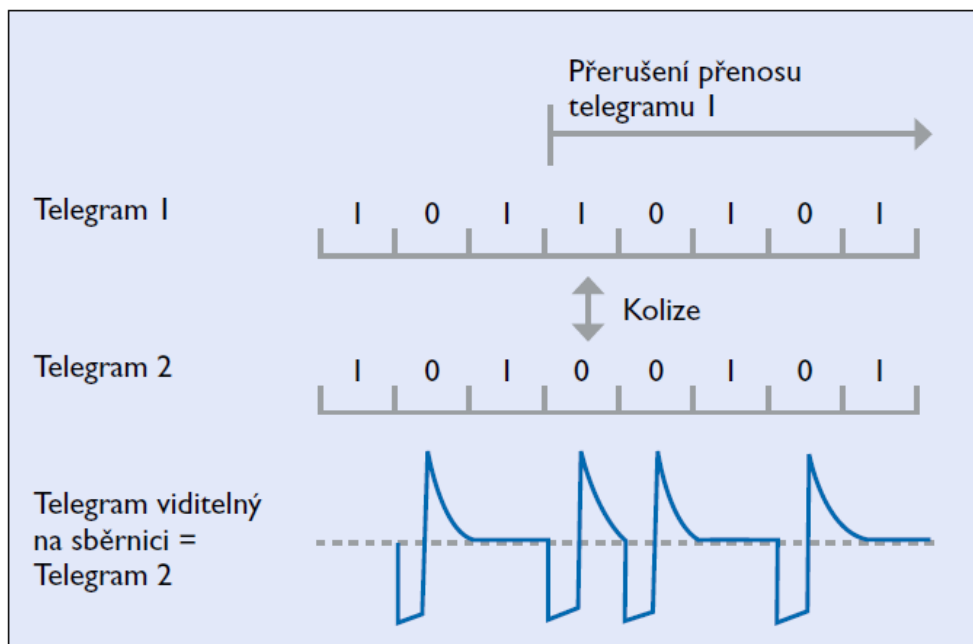 Přerušení přenosu
telegramu 1
Telegram 1
1 0 1 1 0 1 0 1
Kolize
Telegram 2
1 0 1 0 0 1 0 1
Telegram viditelný
na sběrnici =
Telegram 2